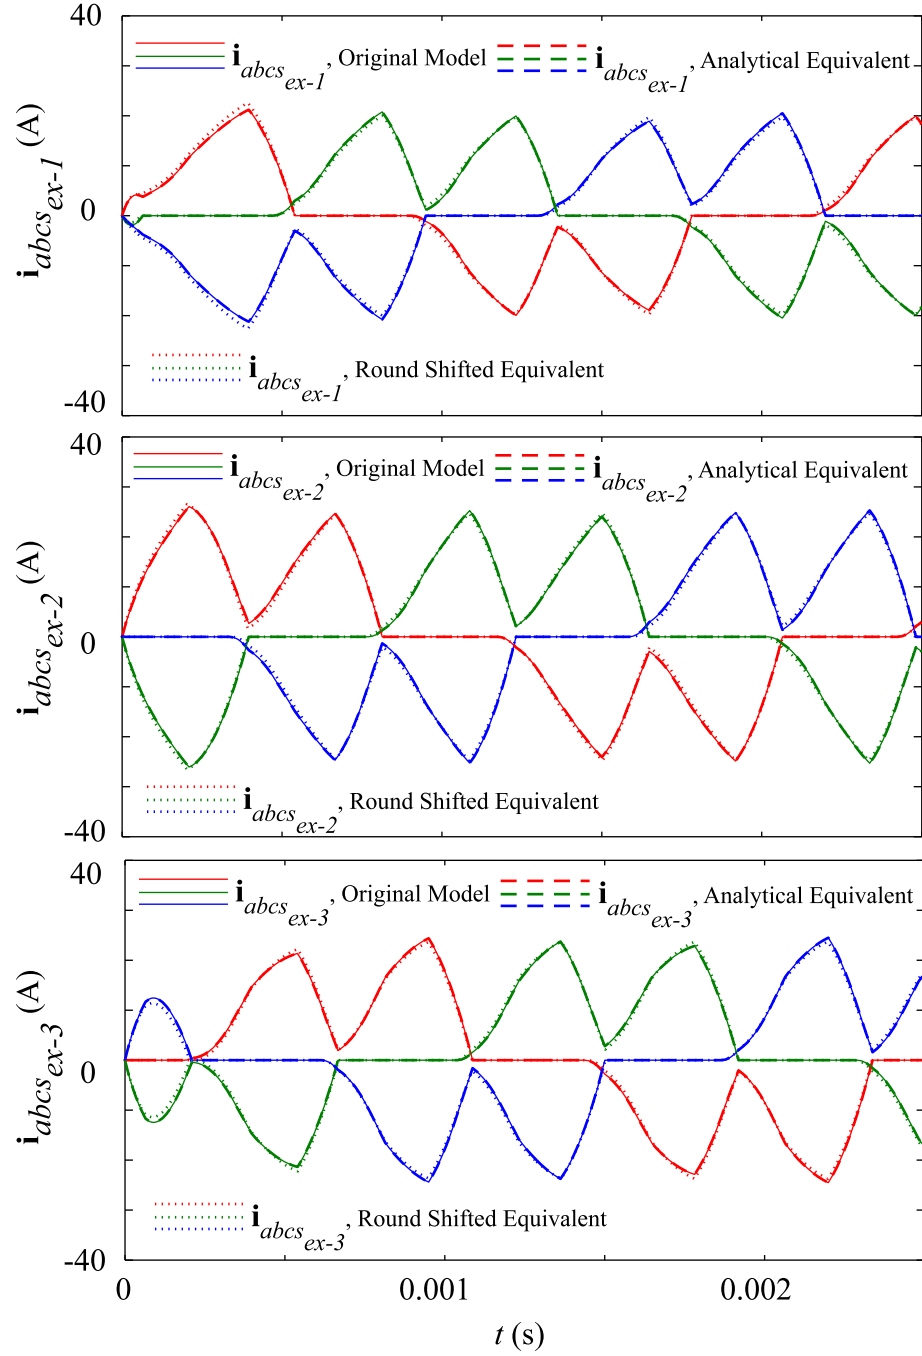 40
i_abcs_ex-1, Original Model i_abcs_ex-1, Analytical Equivalent
i_abcs_ex-1 (A)
0
i_abcs_ex-1, Round Shifted Equivalent
-40
40
i_abcs_ex-2, Original Model i_abcs_ex-2, Analytical Equivalent
i_abcs_ex-2 (A)
0
i_abcs_ex-2, Round Shifted Equivalent
-40
40
i_abcs_ex-3, Original Model i_abcs_ex-3, Analytical Equivalent
i_abcs_ex-3 (A)
0
i_abcs_ex-3, Round Shifted Equivalent
-40
0 0.001 0.002
t (s)